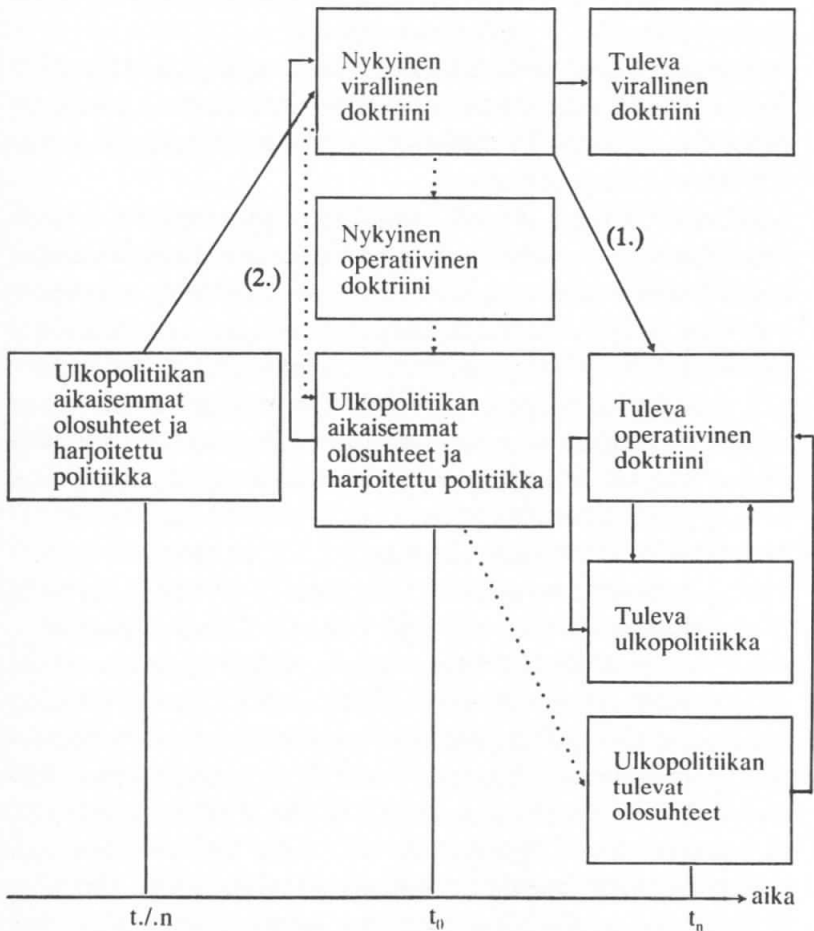 Nykyinen
virallinen
doktriini
Tuleva
virallinen
doktriini
(1.)
Nykyinen
operatiivinen
doktriini
(2.)
Ulkopolitiikan
aikaisemmat
olosuhteet ja
harjoitettu
politiikka
Ulkopolitiikan
aikaisemmat
olosuhteet ja
harjoitettu politiikka
Tuleva
operatiivinen
doktriini
Tuleva
ulkopolitiikka
Ulkopolitiikan
tulevat
olosuhteet
aika
t./.n
t₀
tₙ